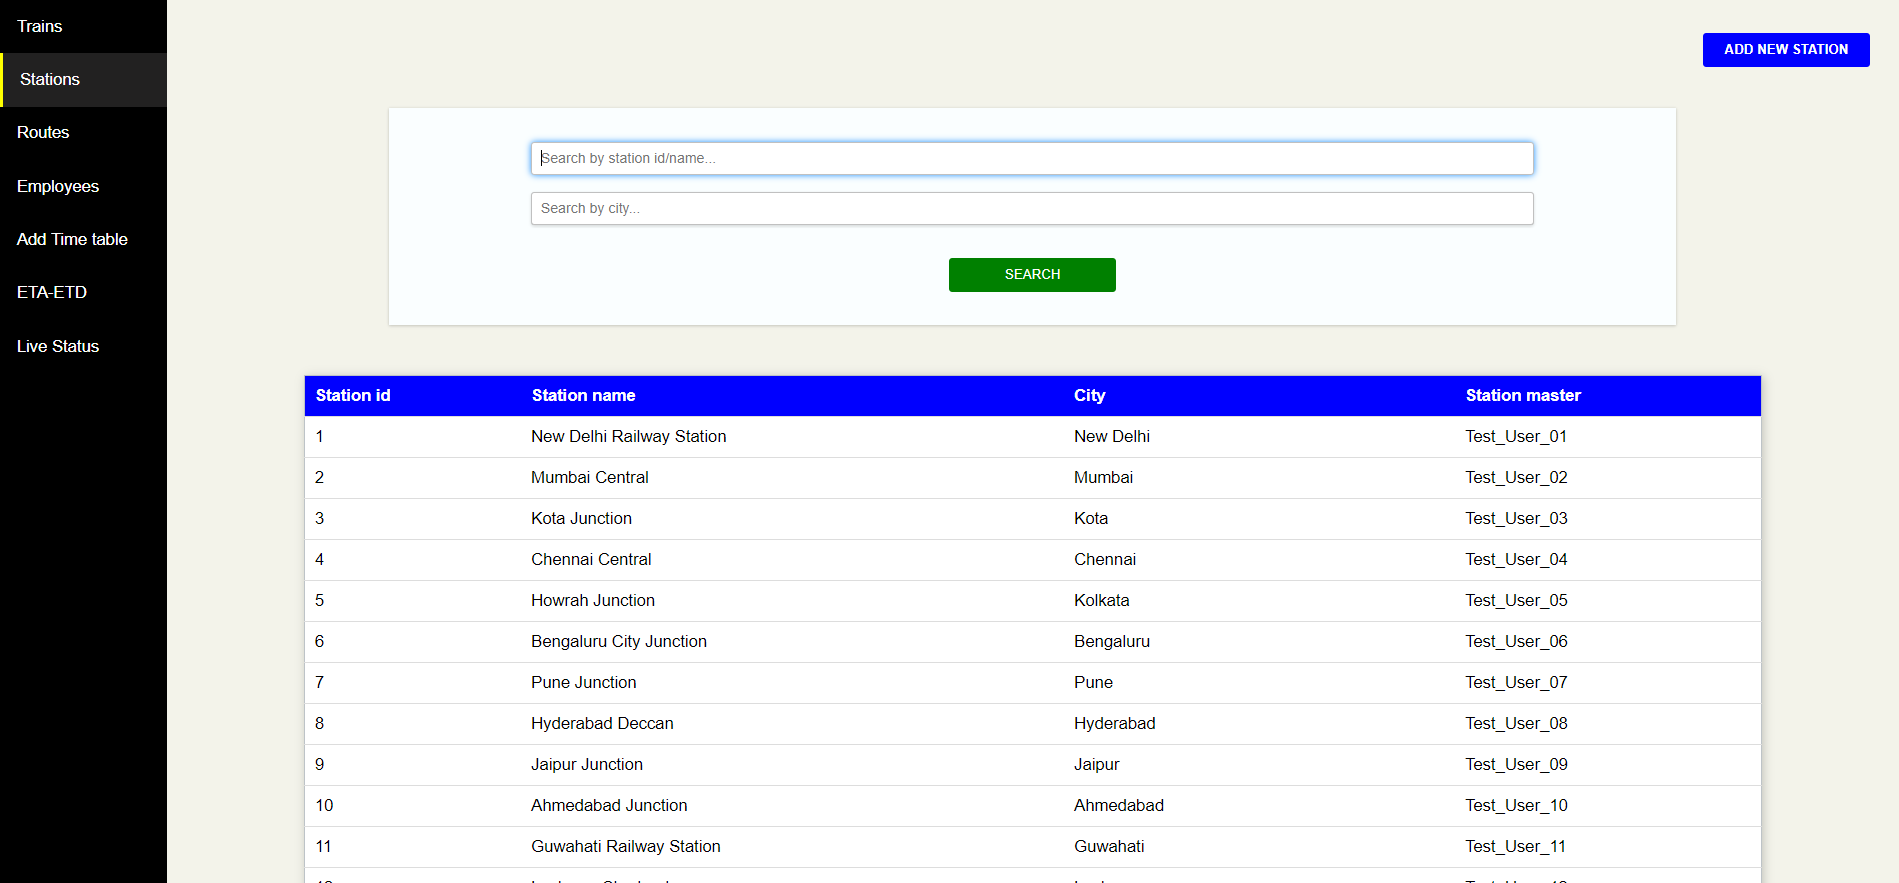 Trains
Stations
Routes
Employees
Add Time table
ETA-ETD
Live Status
ADD NEW STATION
Search by station id/name...
Search by city...
SEARCH
Station id Station name City Station master
1 New Delhi Railway Station New Delhi Test_User_01
2 Mumbai Central Mumbai Test_User_02
3 Kota Junction Kota Test_User_03
4 Chennai Central Chennai Test_User_04
5 Howrah Junction Kolkata Test_User_05
6 Bengaluru City Junction Bengaluru Test_User_06
7 Pune Junction Pune Test_User_07
8 Hyderabad Deccan Hyderabad Test_User_08
9 Jaipur Junction Jaipur Test_User_09
10 Ahmedabad Junction Ahmedabad Test_User_10
11 Guwahati Railway Station Guwahati Test_User_11